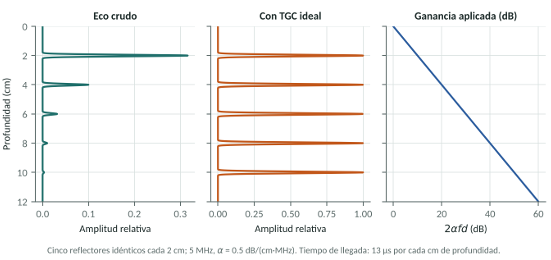 Eco crudo
Con TGC ideal
Ganancia aplicada (dB)
Profundidad (cm)
0
2
4
6
8
10
12
0.0 0.1 0.2 0.3
Amplitud relativa
0.00 0.25 0.50 0.75 1.00
Amplitud relativa
0 20 40 60
2αfd (dB)
Cinco reflectores idénticos cada 2 cm; 5 MHz, α = 0.5 dB/(cm·MHz). Tiempo de llegada: 13 µs por cada cm de profundidad.